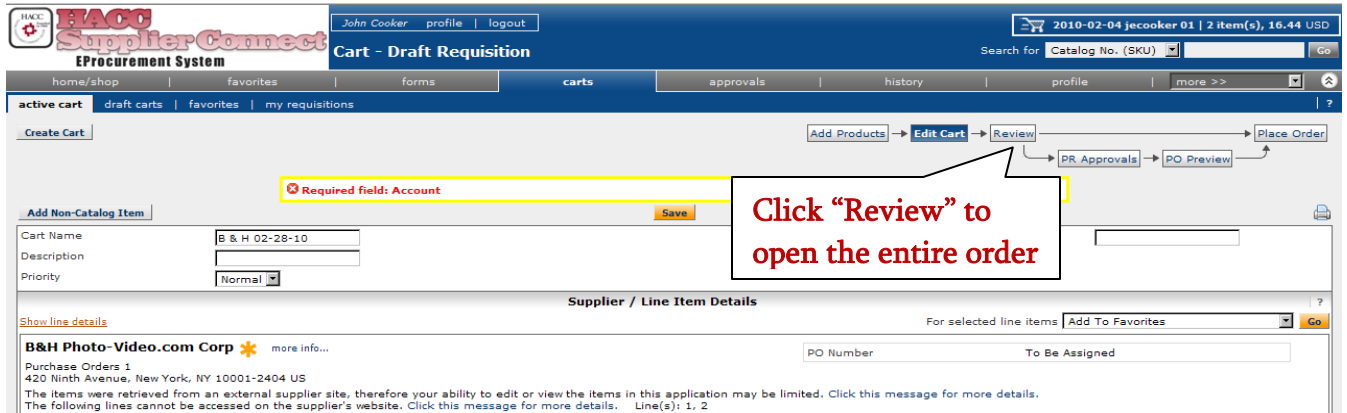 HACC
HACC
Supplier Connect
EProcurement System
John Cooker profile | logout
2010-02-04 jecooker 01 | 2 item(s), 16.44 USD
Cart - Draft Requisition
Search for Catalog No. (SKU) Go
home/shop | favorites | forms carts approvals | history | profile | more >>
active cart draft carts | favorites | my requisitions | ?
Create Cart
Add Products Edit Cart Review Place Order
PR Approvals PO Preview
Required field: Account
Add Non-Catalog Item Save
Click “Review” to
open the entire order
Cart Name B & H 02-28-10
Description
Priority Normal
Supplier / Line Item Details ?
Show line details For selected line items Add To Favorites Go
B&H Photo-Video.com Corp more info...
PO Number To Be Assigned
Purchase Orders 1
420 Ninth Avenue, New York, NY 10001-2404 US
The items were retrieved from an external supplier site, therefore your ability to edit or view the items in this application may be limited. Click this message for more details.
The following lines cannot be accessed on the supplier's website. Click this message for more details. Line(s): 1, 2